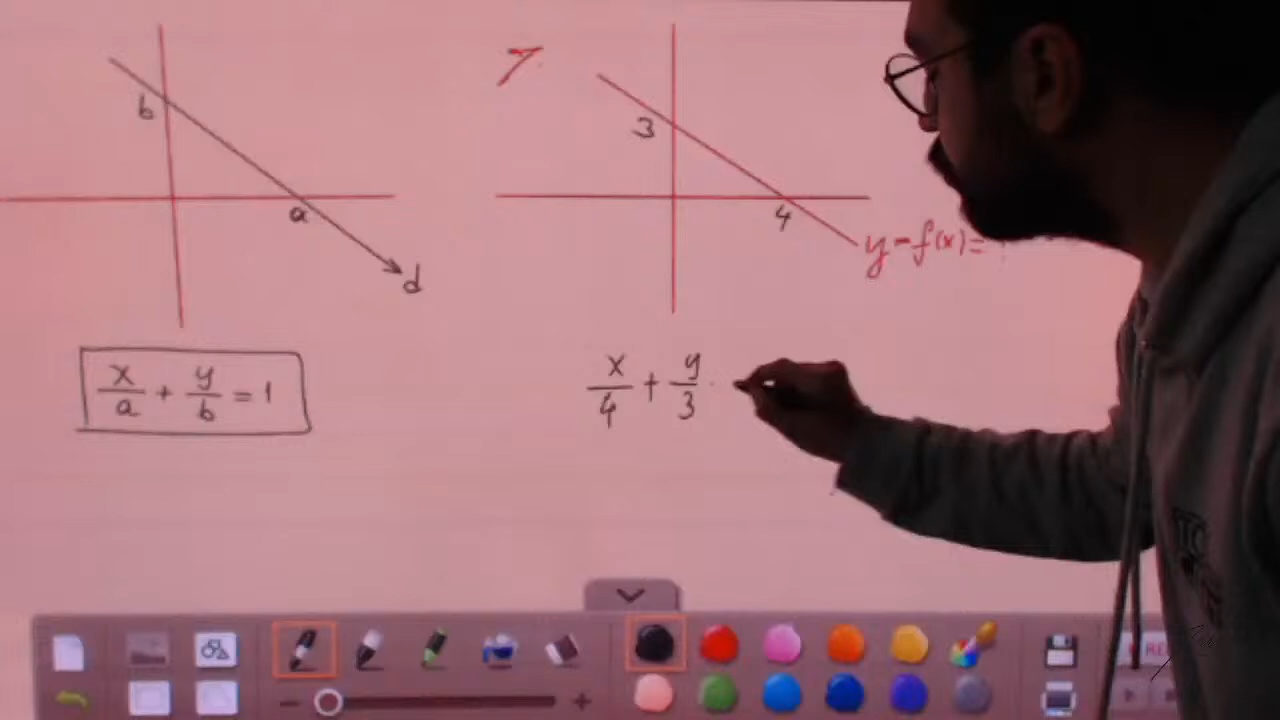 b
a
d
x/a + y/b = 1
7.
3
4
y = f(x) =
x/4 + y/3